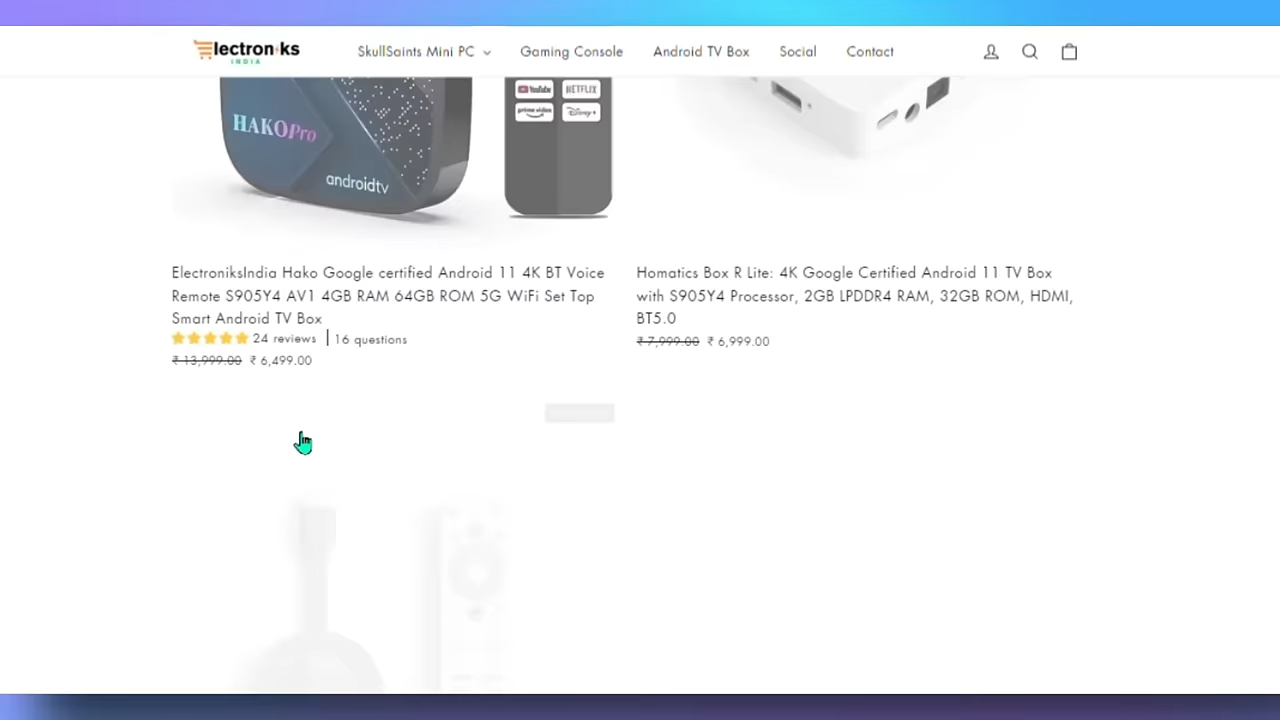 lectroniks
INDIA
SkullSaints Mini PC
Gaming Console
Android TV Box
Social
Contact
HAKOPro
androidtv
YouTube
NETFLIX
prime video
Disney+
ElectroniksIndia Hako Google certified Android 11 4K BT Voice
Remote S905Y4 AV1 4GB RAM 64GB ROM 5G WiFi Set Top
Smart Android TV Box
24 reviews | 16 questions
₹ 13,999.00 ₹ 6,499.00
Homatics Box R Lite: 4K Google Certified Android 11 TV Box
with S905Y4 Processor, 2GB LPDDR4 RAM, 32GB ROM, HDMI,
BT5.0
₹ 7,999.00 ₹ 6,999.00